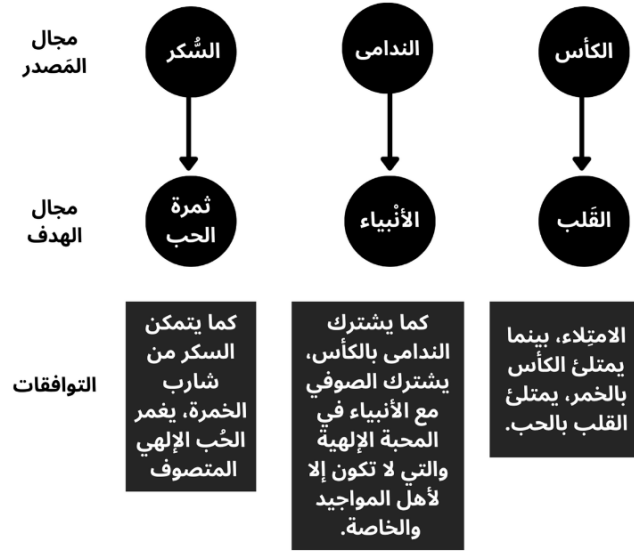 مجال
المَصدر
السُّكر
الندامى
الكأس
مجال
الهدف
ثمرة
الحب
الأنْبياء
القَلب
التوافقات
كما يتمكن
السكر من
شارب
الخمرة، يغمر
الحُب الإلهي
المتصوف
كما يشترك
الندامى بالكأس،
يشترك الصوفي
مع الأنبياء في
المحبة الإلهية
والتي لا تكون إلا
لأهل المواجيد
والخاصة.
الامتِلاء، بينما
يمتلئ الكأس
بالخمر، يمتلئ
القلب بالحب.